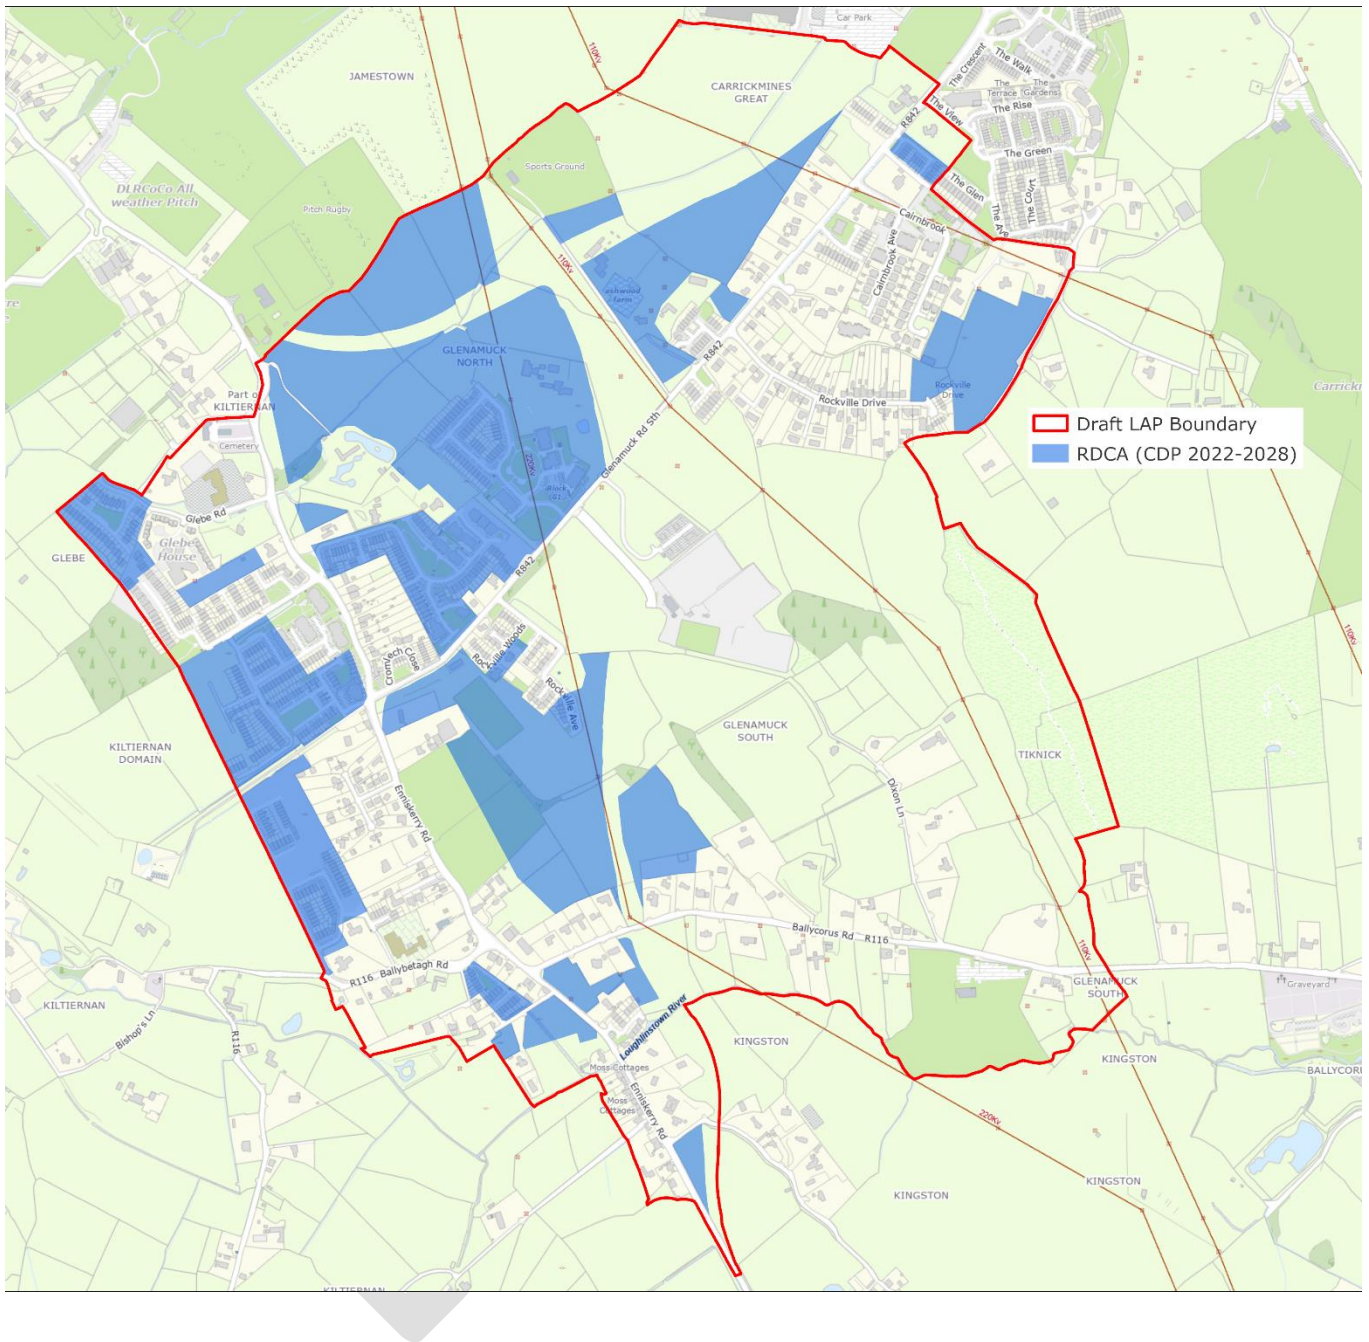 Car Park
110Kv
JAMESTOWN
CARRICKMINES
GREAT
The Crescent
The Walk
The
Terrace
The
Gardens
The Rise
The View
R842
The Green
Sports Ground
DLRCoCo All
weather Pitch
Pitch Rugby
The Glen
The Court
The Ave
Cairnbrook
Cairnbrook Ave
110Kv
ashwood
farm
GLENAMUCK
NORTH
R842
Rockville
Drive
Rockville Drive
Part of
KILTIERNAN
Cemetery
Glenamuck Rd Sth
Draft LAP Boundary
RDCA (CDP 2022-2028)
220Kv
Block
Glebe Rd
GLEBE
Glebe
House
R842
110Kv
Cromlech Close
Rockville Woods
Rockville Ave
GLENAMUCK
SOUTH
KILTIERNAN
DOMAIN
TIKNICK
Enniskerry Rd
Dixon Ln
Ballycorus Rd
R116
110Kv
R116 Ballybetagh Rd
GLENAMUCK
SOUTH
Graveyard
KILTIERNAN
Bishop's Ln
R116
Loughlinstown River
KINGSTON
KINGSTON
BALLYCORU
Moss Cottages
Moss
Cottages
Enniskerry Rd
220Kv
KINGSTON
KINGSTON
KILTIERNAN